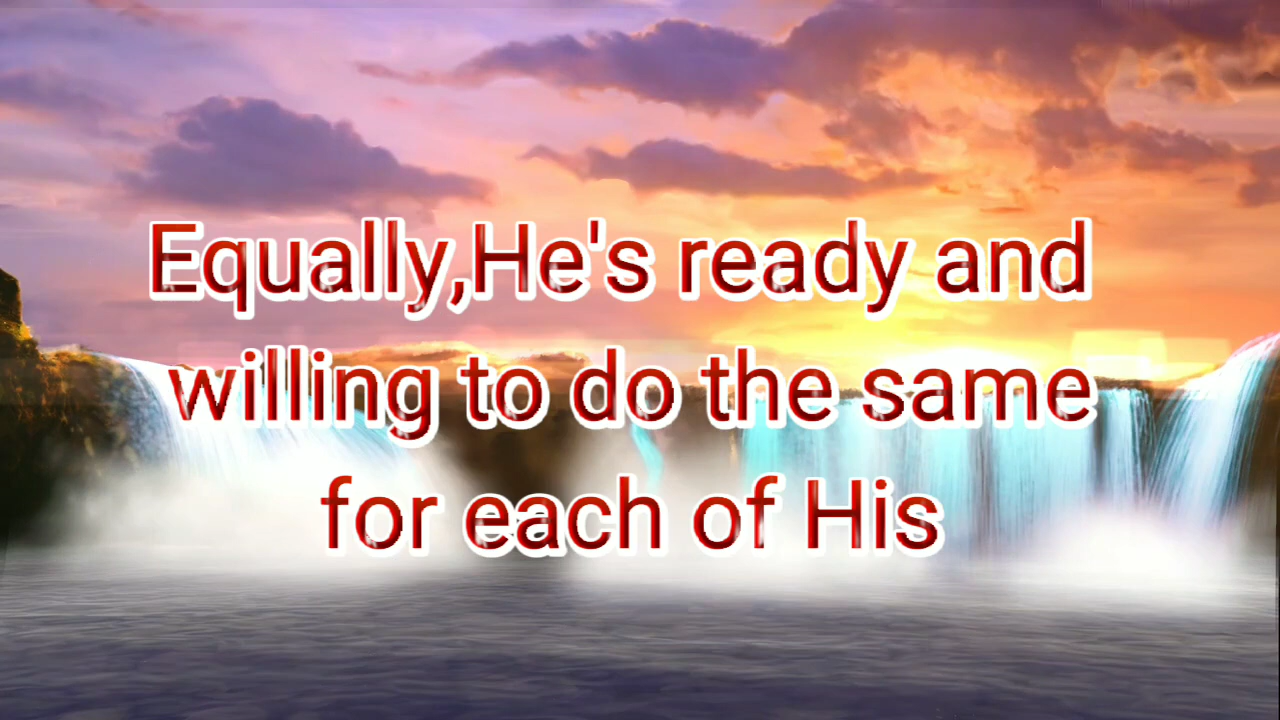 Equally,He's ready and
willing to do the same
for each of His